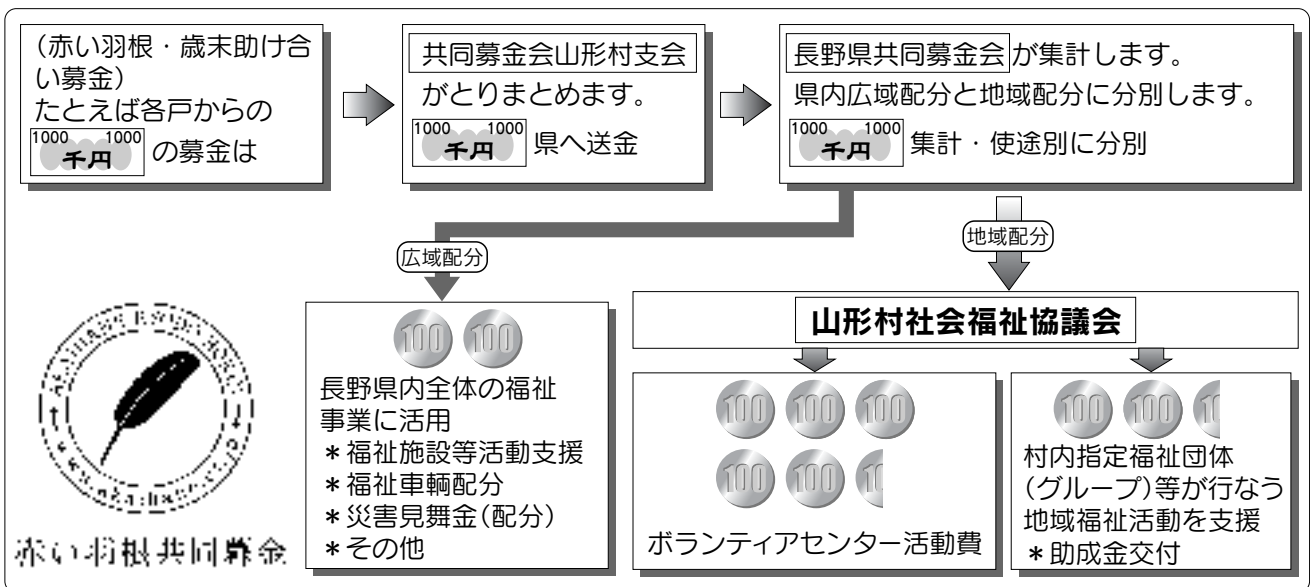 (赤い羽根・歳末助け合
い募金)
たとえば各戸からの
1000 1000
千円 の募金は
共同募金会山形村支会
がとりまとめます。
1000 1000
千円 県へ送金
長野県共同募金会 が集計します。
県内広域配分と地域配分に分別します。
1000 1000
千円 集計・使途別に分別
広域配分
地域配分
100 100
長野県内全体の福祉
事業に活用
*福祉施設等活動支援
*福祉車輌配分
*災害見舞金(配分)
*その他
山形村社会福祉協議会
100 100 100
100 100 1
ボランティアセンター活動費
100 100 1
村内指定福祉団体
(グループ)等が行なう
地域福祉活動を支援
*助成金交付
赤い羽根共同募金